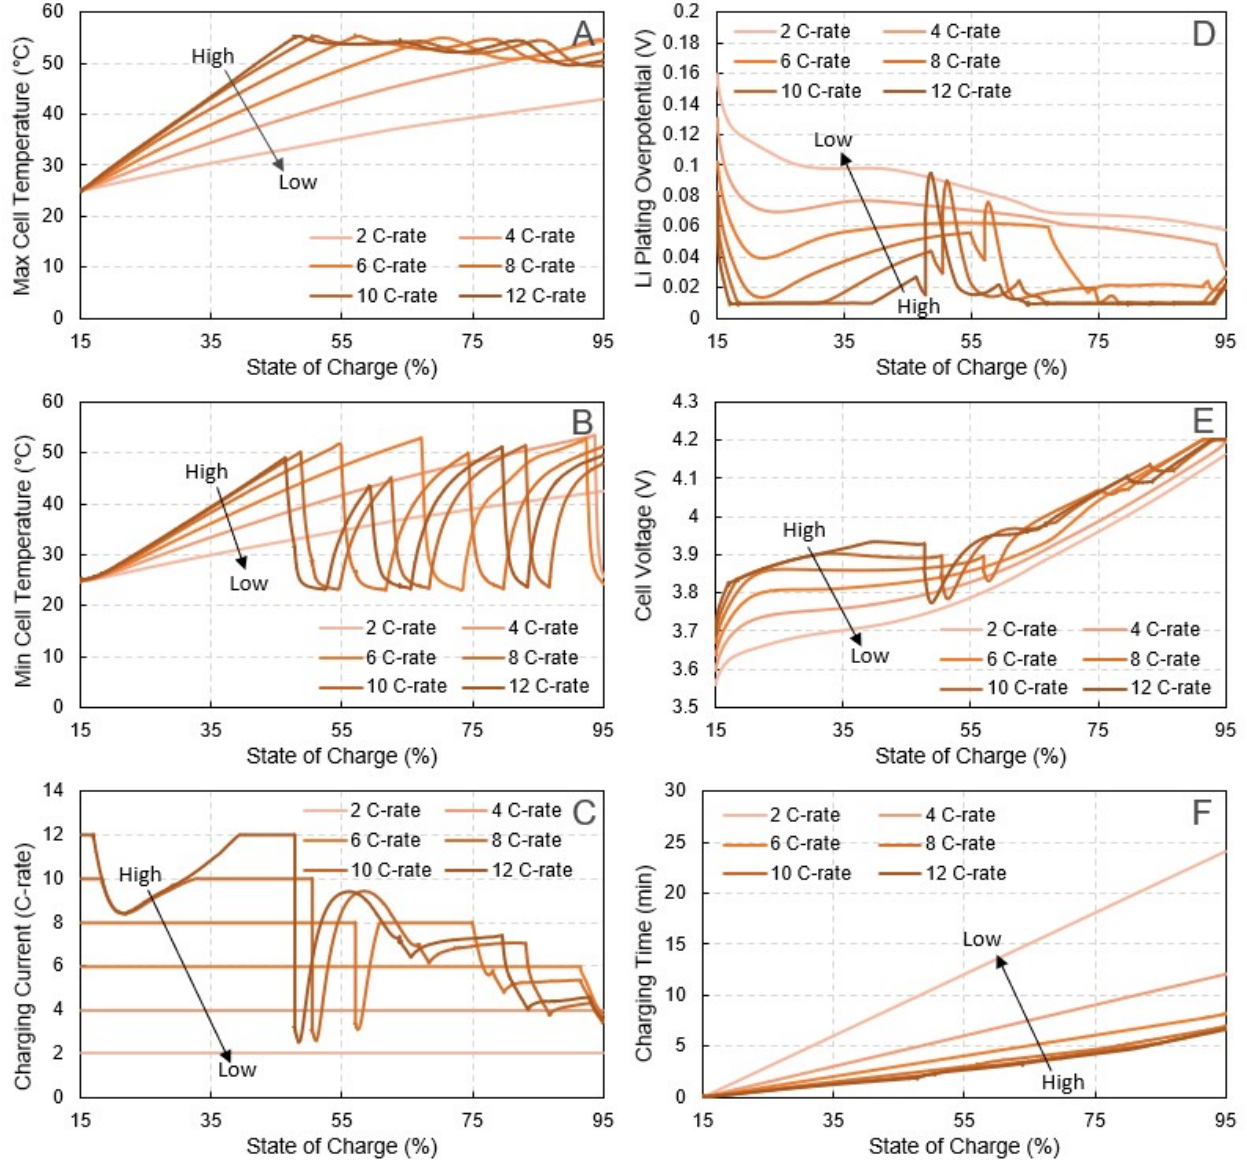 60
50
40
30
20
10
0
Max Cell Temperature (°C)
A
High
Low
2 C-rate 4 C-rate
6 C-rate 8 C-rate
10 C-rate 12 C-rate
15 35 55 75 95
State of Charge (%)
0.2
0.18
0.16
0.14
0.12
0.1
0.08
0.06
0.04
0.02
0
Li Plating Overpotential (V)
D
2 C-rate 4 C-rate
6 C-rate 8 C-rate
10 C-rate 12 C-rate
Low
High
15 35 55 75 95
State of Charge (%)
60
50
40
30
20
10
0
Min Cell Temperature (°C)
B
High
Low
2 C-rate 4 C-rate
6 C-rate 8 C-rate
10 C-rate 12 C-rate
15 35 55 75 95
State of Charge (%)
4.3
4.2
4.1
4
3.9
3.8
3.7
3.6
3.5
Cell Voltage (V)
E
High
Low
2 C-rate 4 C-rate
6 C-rate 8 C-rate
10 C-rate 12 C-rate
15 35 55 75 95
State of Charge (%)
14
12
10
8
6
4
2
0
Charging Current (C-rate)
C
2 C-rate 4 C-rate
6 C-rate 8 C-rate
10 C-rate 12 C-rate
High
Low
15 35 55 75 95
State of Charge (%)
30
25
20
15
10
5
0
Charging Time (min)
F
2 C-rate 4 C-rate
6 C-rate 8 C-rate
10 C-rate 12 C-rate
Low
High
15 35 55 75 95
State of Charge (%)